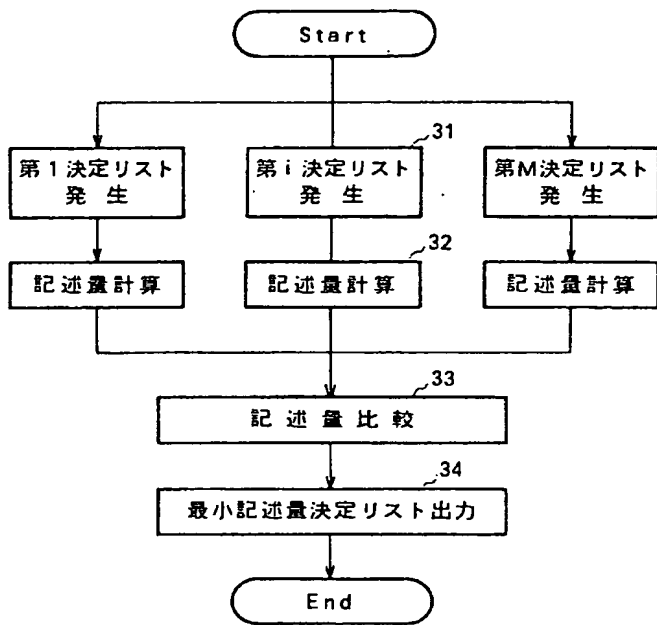 Start
31
第1決定リスト
発生
第i決定リスト
発生
第M決定リスト
発生
32
記述量計算
記述量計算
記述量計算
33
記述量比較
34
最小記述量決定リスト出力
End